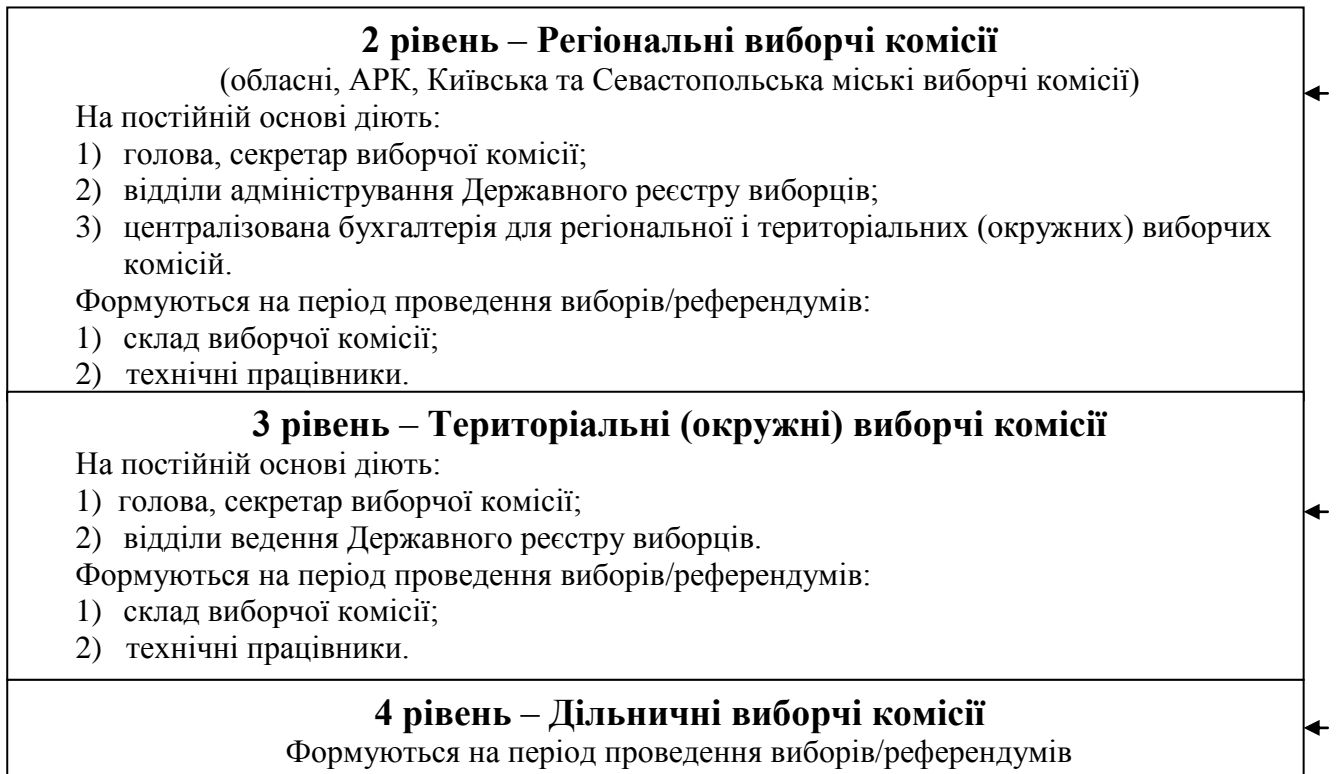 2 рівень – Регіональні виборчі комісії
(обласні, АРК, Київська та Севастопольська міські виборчі комісії)
На постійній основі діють:
1) голова, секретар виборчої комісії;
2) відділи адміністрування Державного реєстру виборців;
3) централізована бухгалтерія для регіональної і територіальних (окружних) виборчих
комісій.
Формуються на період проведення виборів/референдумів:
1) склад виборчої комісії;
2) технічні працівники.
3 рівень – Територіальні (окружні) виборчі комісії
На постійній основі діють:
1) голова, секретар виборчої комісії;
2) відділи ведення Державного реєстру виборців.
Формуються на період проведення виборів/референдумів:
1) склад виборчої комісії;
2) технічні працівники.
4 рівень – Дільничні виборчі комісії
Формуються на період проведення виборів/референдумів